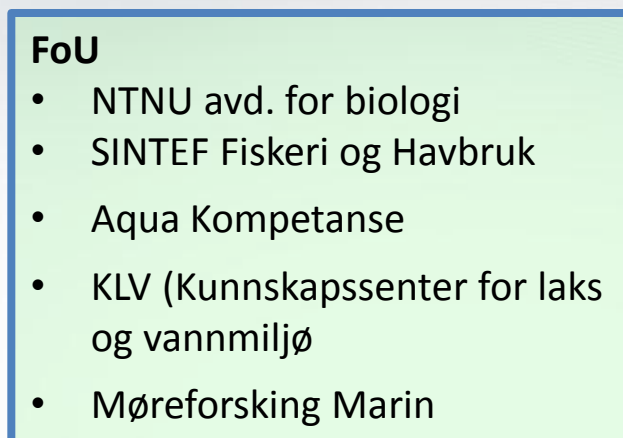 FoU
• NTNU avd. for biologi
• SINTEF Fiskeri og Havbruk
• Aqua Kompetanse
• KLV (Kunnskapssenter for laks
og vannmiljø
• Møreforsking Marin